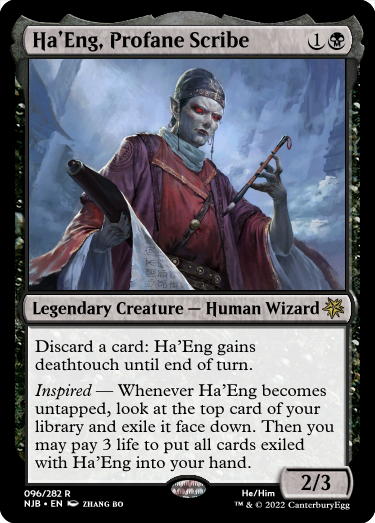 Ha'Eng, Profane Scribe 1
Legendary Creature — Human Wizard
Discard a card: Ha'Eng gains
deathtouch until end of turn.
Inspired — Whenever Ha'Eng becomes
untapped, look at the top card of your
library and exile it face down. Then you
may pay 3 life to put all cards exiled
with Ha'Eng into your hand.
2/3
096/282 R He/Him
NJB • EN ZHANG BO ™ & © 2022 CanterburyEgg